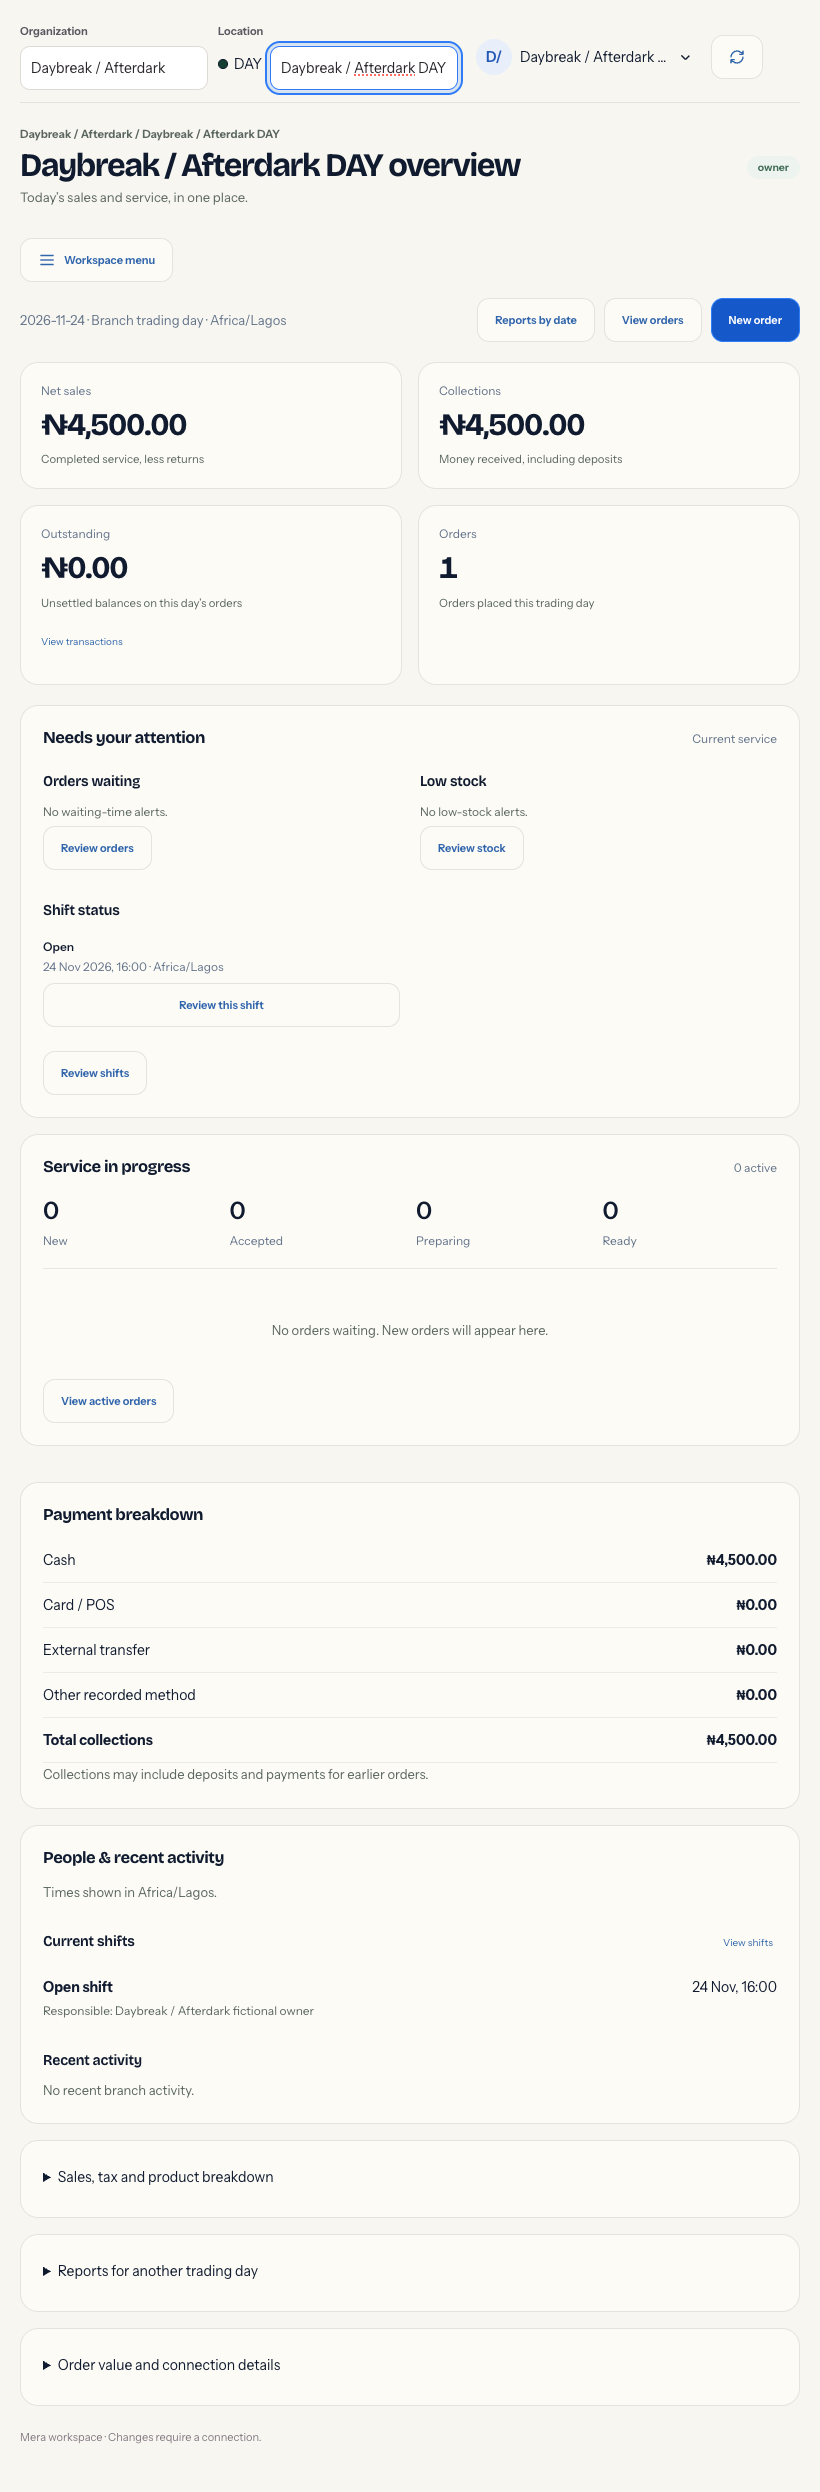 Organization
Location
Daybreak / Afterdark
DAY
Daybreak / Afterdark DAY
D/
Daybreak / Afterdark ...
Daybreak / Afterdark / Daybreak / Afterdark DAY
Daybreak / Afterdark DAY overview
owner
Today's sales and service, in one place.
Workspace menu
2026-11-24 · Branch trading day · Africa/Lagos
Reports by date
View orders
New order
Net sales
₦4,500.00
Completed service, less returns
Collections
₦4,500.00
Money received, including deposits
Outstanding
₦0.00
Unsettled balances on this day's orders
View transactions
Orders
1
Orders placed this trading day
Needs your attention
Current service
Orders waiting
No waiting-time alerts.
Review orders
Low stock
No low-stock alerts.
Review stock
Shift status
Open
24 Nov 2026, 16:00 · Africa/Lagos
Review this shift
Review shifts
Service in progress
0 active
0
New
0
Accepted
0
Preparing
0
Ready
No orders waiting. New orders will appear here.
View active orders
Payment breakdown
Cash ₦4,500.00
Card / POS ₦0.00
External transfer ₦0.00
Other recorded method ₦0.00
Total collections ₦4,500.00
Collections may include deposits and payments for earlier orders.
People & recent activity
Times shown in Africa/Lagos.
Current shifts
View shifts
Open shift
24 Nov, 16:00
Responsible: Daybreak / Afterdark fictional owner
Recent activity
No recent branch activity.
Sales, tax and product breakdown
Reports for another trading day
Order value and connection details
Mera workspace · Changes require a connection.